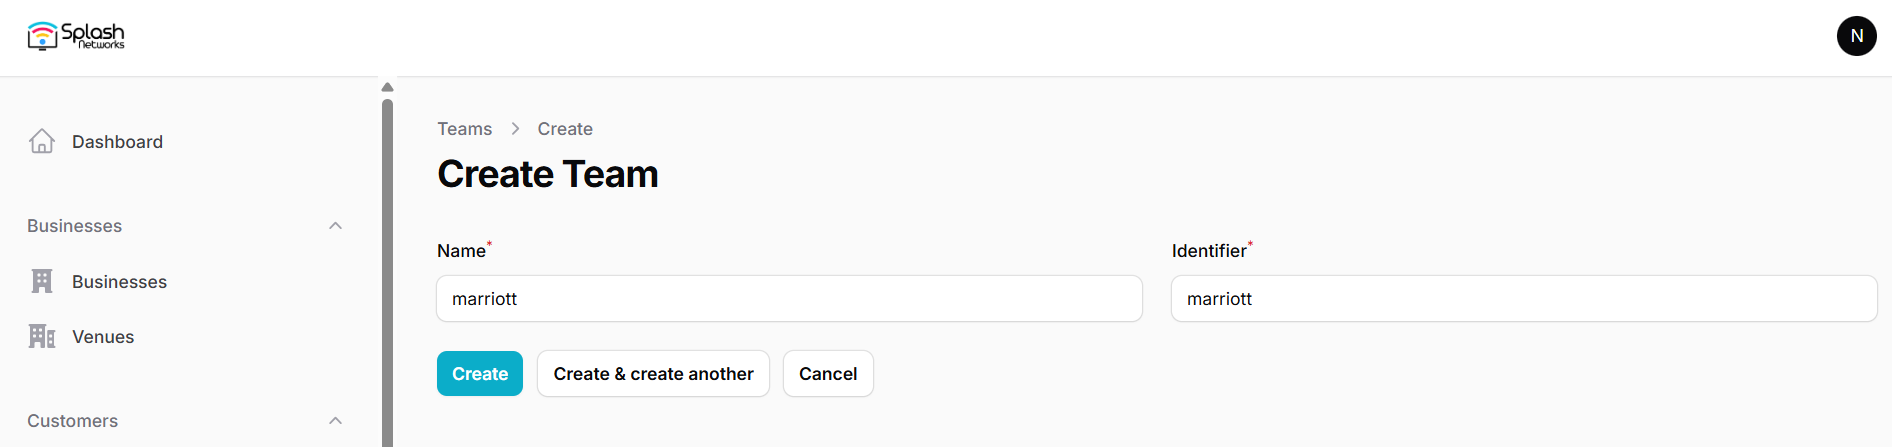 Splash
Networks
N
Dashboard
Businesses
Businesses
Venues
Customers
Teams > Create
Create Team
Name*
marriott
Identifier*
marriott
Create
Create & create another
Cancel